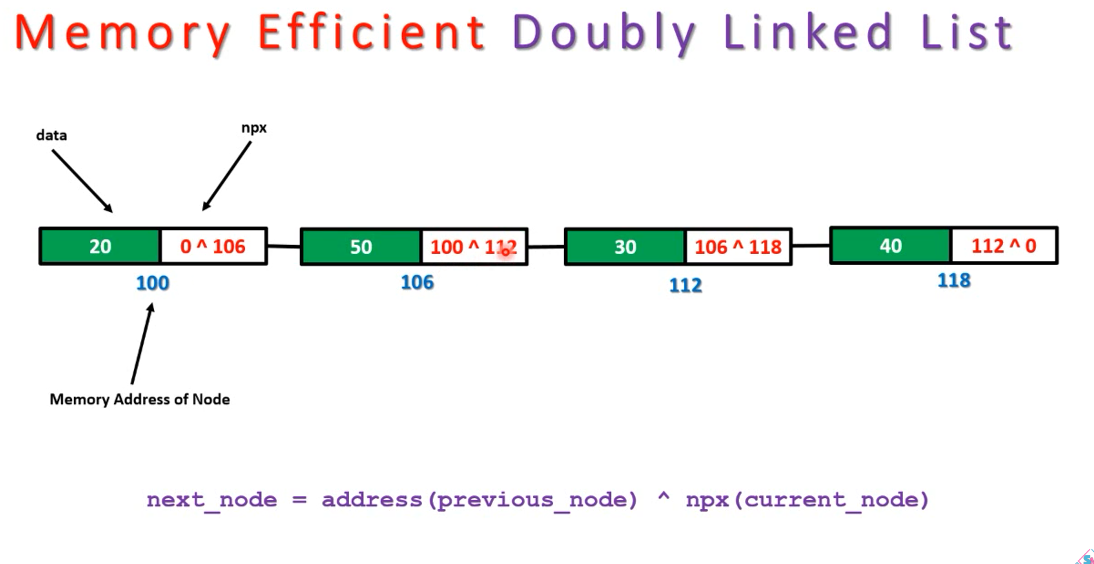 Memory Efficient Doubly Linked List
data
npx
20 0 ^ 106 50 100 ^ 112 30 106 ^ 118 40 112 ^ 0
100 106 112 118
Memory Address of Node
next_node = address(previous_node) ^ npx(current_node)